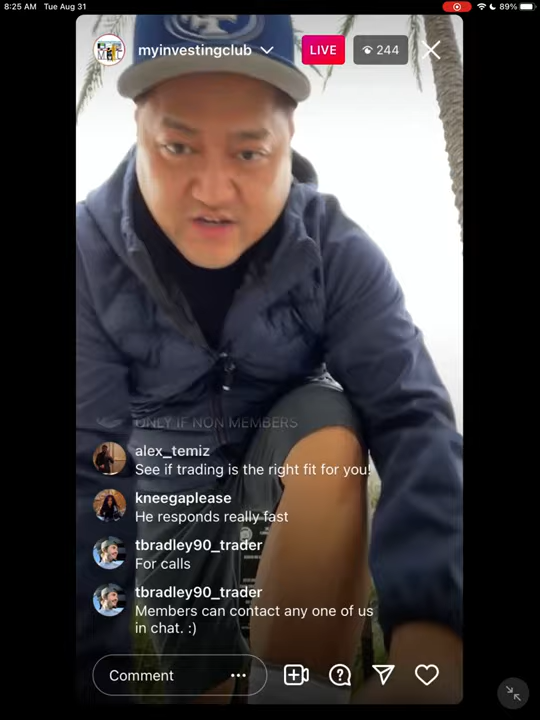 8:25 AM Tue Aug 31
89%
myinvestingclub
LIVE
244
ONLY IF NON MEMBERS
alex_temiz
See if trading is the right fit for you!
kneegaplease
He responds really fast
tbradley90_trader
For calls
tbradley90_trader
Members can contact any one of us
in chat. :)
Comment